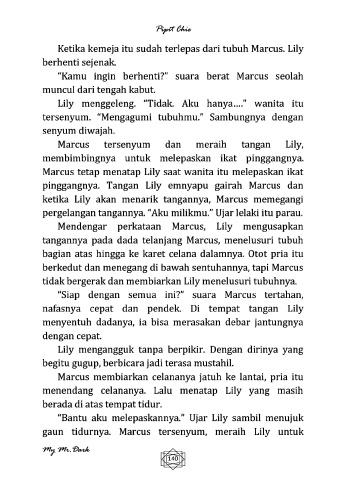 Pipit Chie
Ketika kemeja itu sudah terlepas dari tubuh Marcus. Lily
berhenti sejenak.
“Kamu ingin berhenti?” suara berat Marcus seolah
muncul dari tengah kabut.
Lily menggeleng. “Tidak. Aku hanya….” wanita itu
tersenyum. “Mengagumi tubuhmu.” Sambungnya dengan
senyum diwajah.
Marcus tersenyum dan meraih tangan Lily,
membimbingnya untuk melepaskan ikat pinggangnya.
Marcus tetap menatap Lily saat wanita itu melepaskan ikat
pinggangnya. Tangan Lily emnyapu gairah Marcus dan
ketika Lily akan menarik tangannya, Marcus memegangi
pergelangan tangannya. “Aku milikmu.” Ujar lelaki itu parau.
Mendengar perkataan Marcus, Lily mengusapkan
tangannya pada dada telanjang Marcus, menelusuri tubuh
bagian atas hingga ke karet celana dalamnya. Otot pria itu
berkedut dan menegang di bawah sentuhannya, tapi Marcus
tidak bergerak dan membiarkan Lily menelusuri tubuhnya.
“Siap dengan semua ini?” suara Marcus tertahan,
nafasnya cepat dan pendek. Di tempat tangan Lily
menyentuh dadanya, ia bisa merasakan debar jantungnya
dengan cepat.
Lily mengangguk tanpa berpikir. Dengan dirinya yang
begitu gugup, berbicara jadi terasa mustahil.
Marcus membiarkan celananya jatuh ke lantai, pria itu
menendang celananya. Lalu menatap Lily yang masih
berada di atas tempat tidur.
“Bantu aku melepaskannya.” Ujar Lily sambil menujuk
gaun tidurnya. Marcus tersenyum, meraih Lily untuk
My Mr.Dark
140